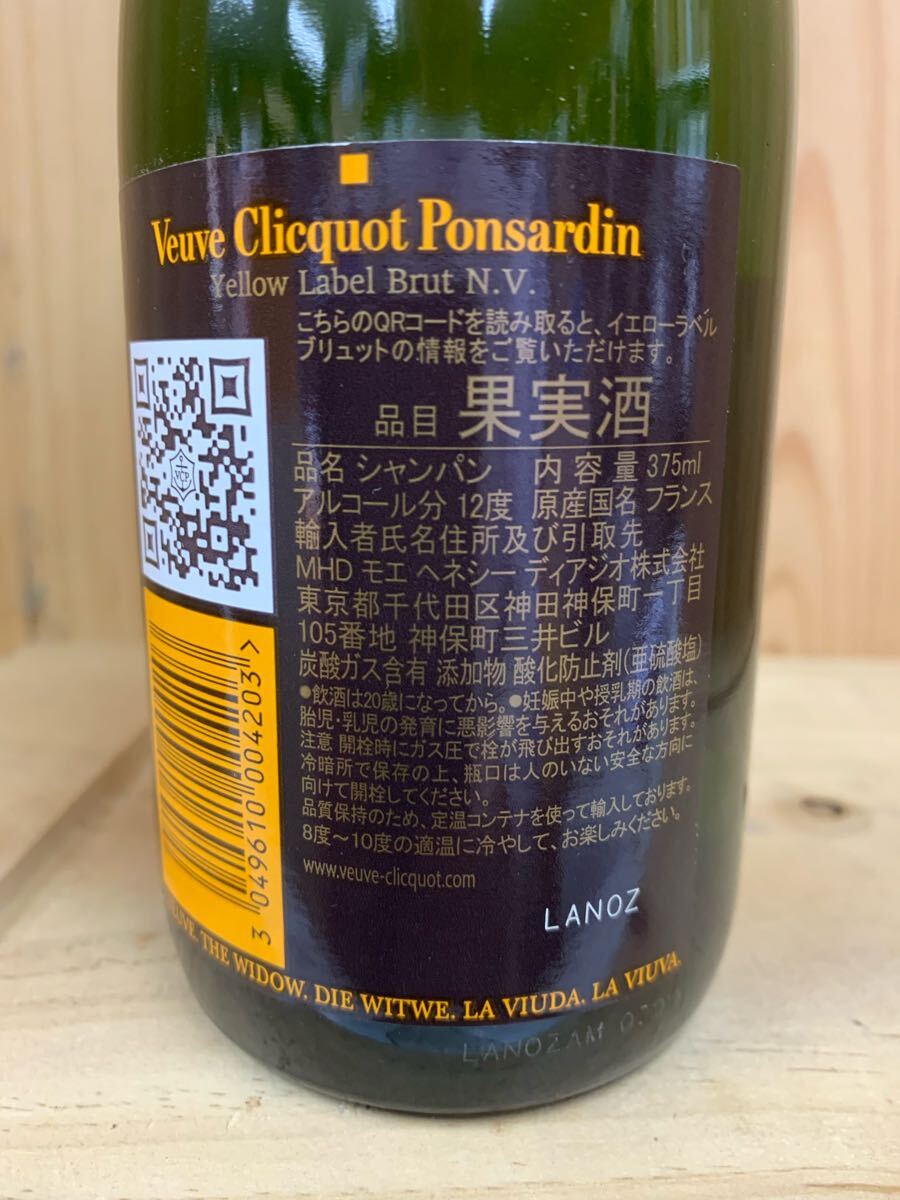 Veuve Clicquot Ponsardin
Yellow Label Brut N.V.
こちらのQRコードを読み取ると、イエローラベル
ブリュットの情報をご覧いただけます。
品目 果実酒
品名 シャンパン 内容量 375ml
アルコール分 12度 原産国名 フランス
輸入者氏名住所及び引取先
MHD モエ ヘネシー ディアジオ株式会社
東京都千代田区神田神保町一丁目
105番地 神保町三井ビル
炭酸ガス含有 添加物 酸化防止剤(亜硫酸塩)
●飲酒は20歳になってから。●妊娠中や授乳期の飲酒は、
胎児・乳児の発育に悪影響を与えるおそれがあります。
注意 開栓時にガス圧で栓が飛び出すおそれがあります。
冷暗所で保存の上、瓶口は人のいない安全な方向に
向けて開栓してください。
品質保持のため、定温コンテナを使って輸入しております。
8度〜10度の適温に冷やして、お楽しみください。
www.veuve-clicquot.com
VCP
3 049610 004203 >
LANOZ
VEUVE. THE WIDOW. DIE WITWE. LA VIUDA. LA VIUVA.
LANOZAM